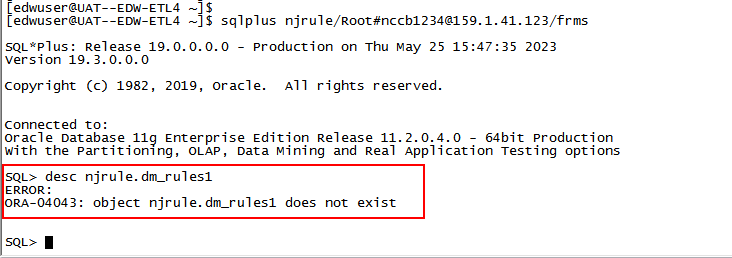 [edwuser@UAT--EDW-ETL4 ~]$
[edwuser@UAT--EDW-ETL4 ~]$ sqlplus njrule/Root#nccb1234@159.1.41.123/frms
SQL*Plus: Release 19.0.0.0.0 - Production on Thu May 25 15:47:35 2023
Version 19.3.0.0.0
Copyright (c) 1982, 2019, Oracle.  All rights reserved.
Connected to:
Oracle Database 11g Enterprise Edition Release 11.2.0.4.0 - 64bit Production
With the Partitioning, OLAP, Data Mining and Real Application Testing options
SQL> desc njrule.dm_rules1
ERROR:
ORA-04043: object njrule.dm_rules1 does not exist
SQL>